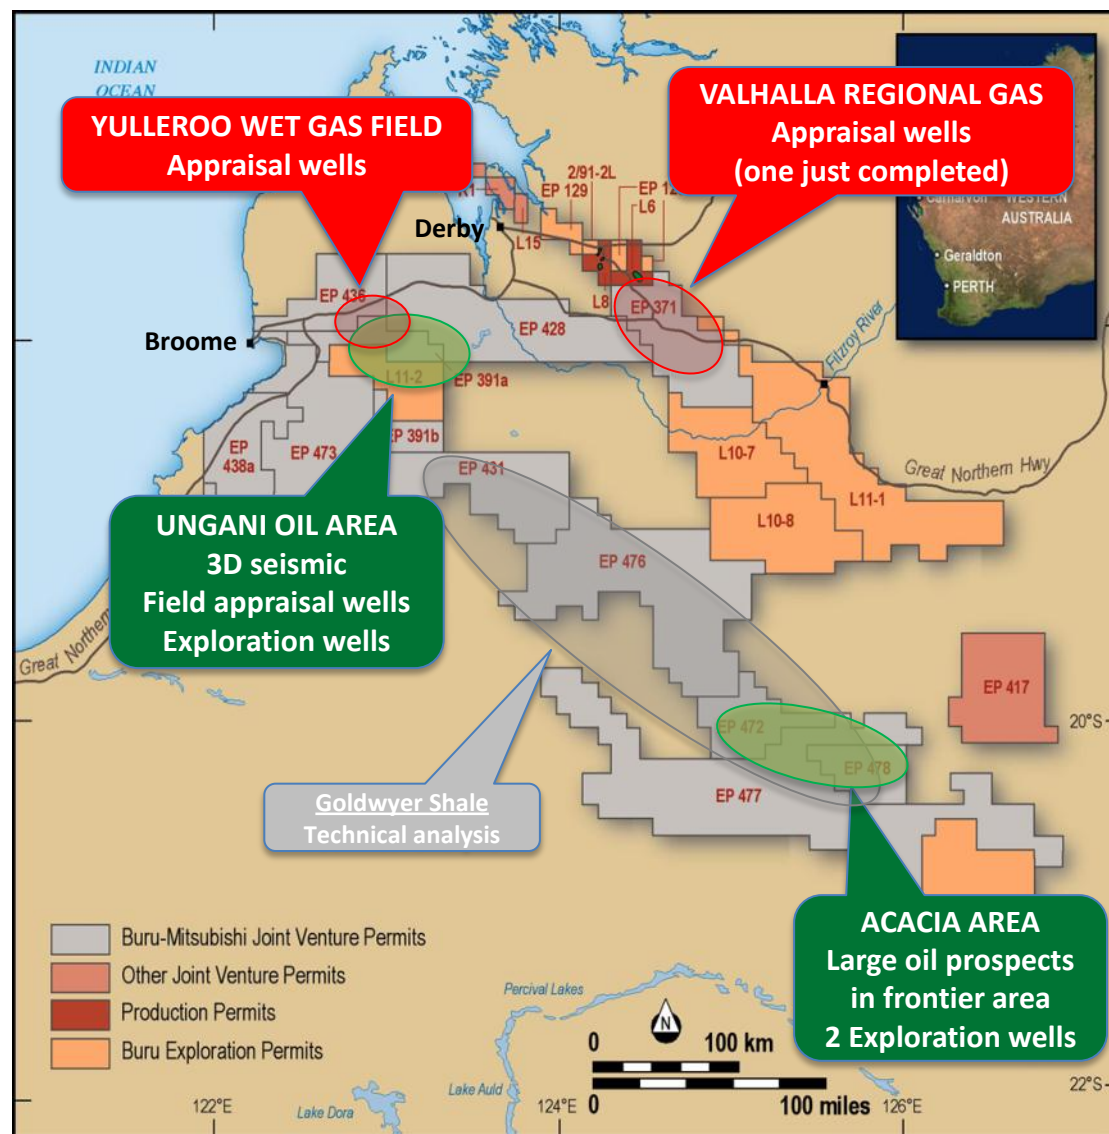 INDIAN
OCEAN
YULLEROO WET GAS FIELD
Appraisal wells
VALHALLA REGIONAL GAS
Appraisal wells
(one just completed)
WESTERN
AUSTRALIA
Carnarvon
Geraldton
PERTH
2/91-2L
EP 129
L6
R1
L15
Derby
L8
EP 371
EP 436
EP 428
Broome
EP 391a
L11-2
Fitzroy River
EP
438a
EP 473
EP 391b
EP 431
L10-7
L11-1
L10-8
Great Northern Hwy
UNGANI OIL AREA
3D seismic
Field appraisal wells
Exploration wells
EP 476
Great Northern
EP 417
20°S
EP 472
EP 478
EP 477
Goldwyer Shale
Technical analysis
ACACIA AREA
Large oil prospects
in frontier area
2 Exploration wells
Buru-Mitsubishi Joint Venture Permits
Other Joint Venture Permits
Production Permits
Buru Exploration Permits
Percival Lakes
N
0 100 km
0 100 miles
Lake Auld
Lake Dora
22°S
122°E
124°E
126°E